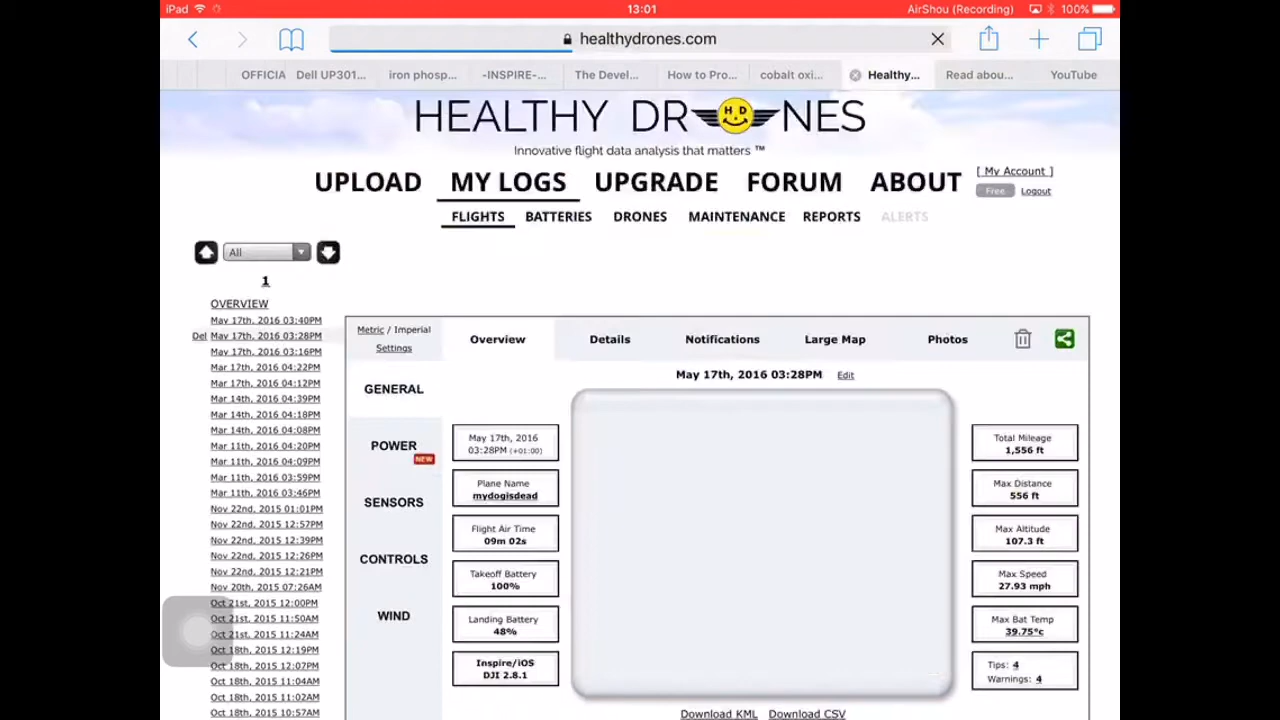 iPad 13:01 AirShou (Recording) 100%
healthydrones.com
OFFICIA Dell UP301... iron phosp... -INSPIRE-... The Devel... How to Pro... cobalt oxi... Healthy... Read abou... YouTube
HEALTHY DR H D NES
Innovative flight data analysis that matters ™
UPLOAD MY LOGS UPGRADE FORUM ABOUT
[ My Account ]
Free Logout
FLIGHTS BATTERIES DRONES MAINTENANCE REPORTS ALERTS
All
1
OVERVIEW
May 17th, 2016 03:40PM
Del May 17th, 2016 03:28PM
May 17th, 2016 03:16PM
Mar 17th, 2016 04:22PM
Mar 17th, 2016 04:12PM
Mar 14th, 2016 04:39PM
Mar 14th, 2016 04:18PM
Mar 14th, 2016 04:08PM
Mar 11th, 2016 04:20PM
Mar 11th, 2016 04:09PM
Mar 11th, 2016 03:59PM
Mar 11th, 2016 03:46PM
Nov 22nd, 2015 01:01PM
Nov 22nd, 2015 12:57PM
Nov 22nd, 2015 12:39PM
Nov 22nd, 2015 12:26PM
Nov 22nd, 2015 12:21PM
Nov 20th, 2015 07:26AM
Oct 21st, 2015 12:00PM
Oct 21st, 2015 11:50AM
Oct 21st, 2015 11:24AM
Oct 18th, 2015 12:19PM
Oct 18th, 2015 12:07PM
Oct 18th, 2015 11:04AM
Oct 18th, 2015 11:02AM
Oct 18th, 2015 10:57AM
Metric / Imperial
Settings
Overview Details Notifications Large Map Photos
May 17th, 2016 03:28PM Edit
GENERAL
POWER
NEW
SENSORS
CONTROLS
WIND
May 17th, 2016
03:28PM (+01:00)
Plane Name
mydogisdead
Flight Air Time
09m 02s
Takeoff Battery
100%
Landing Battery
48%
Inspire/iOS
DJI 2.8.1
Total Mileage
1,556 ft
Max Distance
556 ft
Max Altitude
107.3 ft
Max Speed
27.93 mph
Max Bat Temp
39.75°c
Tips: 4
Warnings: 4
Download KML Download CSV